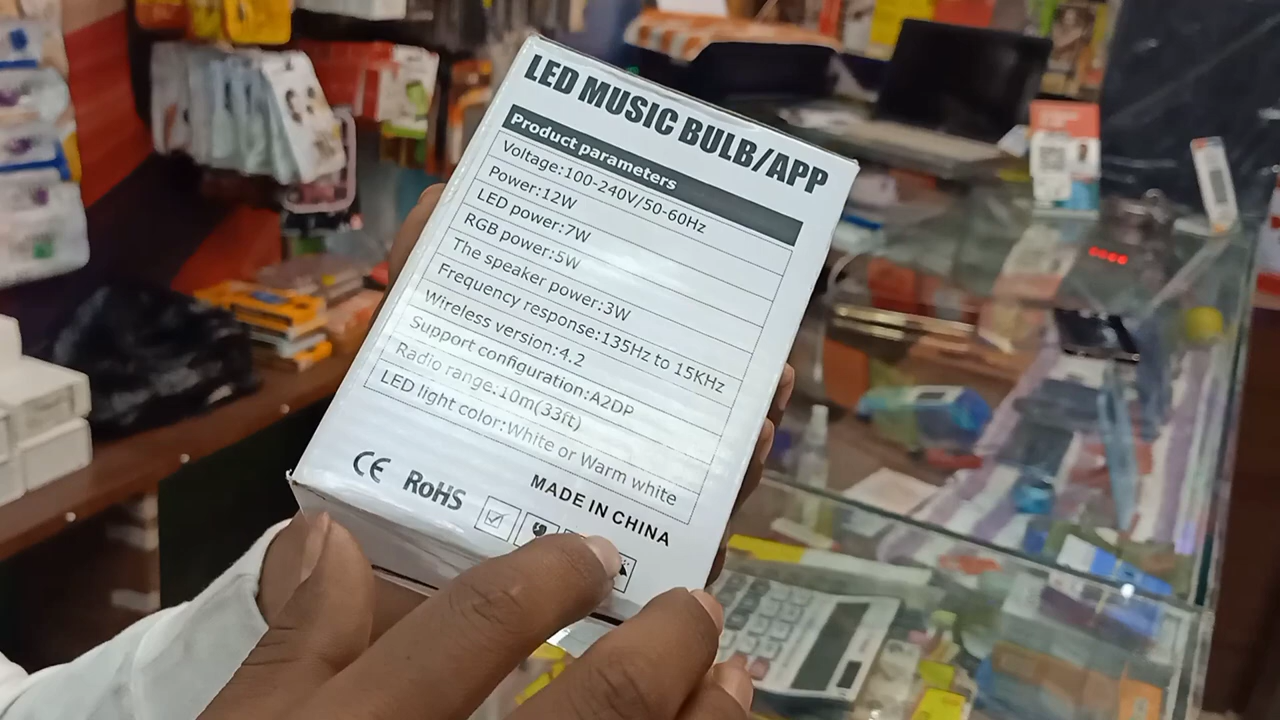 LED MUSIC BULB/APP
Product parameters
Voltage:100-240V/50-60Hz
Power:12W
LED power:7W
RGB power:5W
The speaker power:3W
Frequency response:135Hz to 15KHz
Wireless version:4.2
Support configuration:A2DP
Radio range:10m(33ft)
LED light color:White or Warm white
CE RoHS
MADE IN CHINA